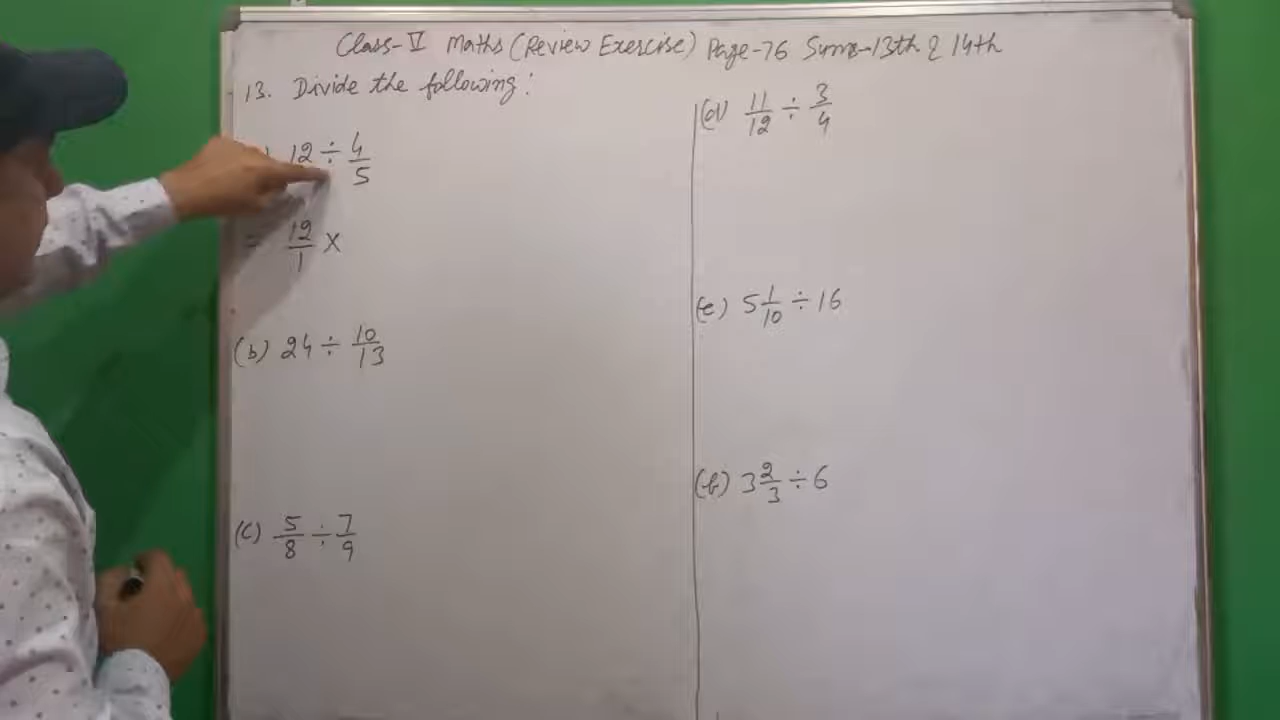 Class-V Maths (Review Exercise) Page-76 Sums-13th & 14th
13. Divide the following:
12 ÷ 4/5
= 12/1 ×
(b) 24 ÷ 10/13
(c) 5/8 ÷ 7/9
(d) 11/12 ÷ 3/4
(e) 5 1/10 ÷ 16
(f) 3 2/3 ÷ 6